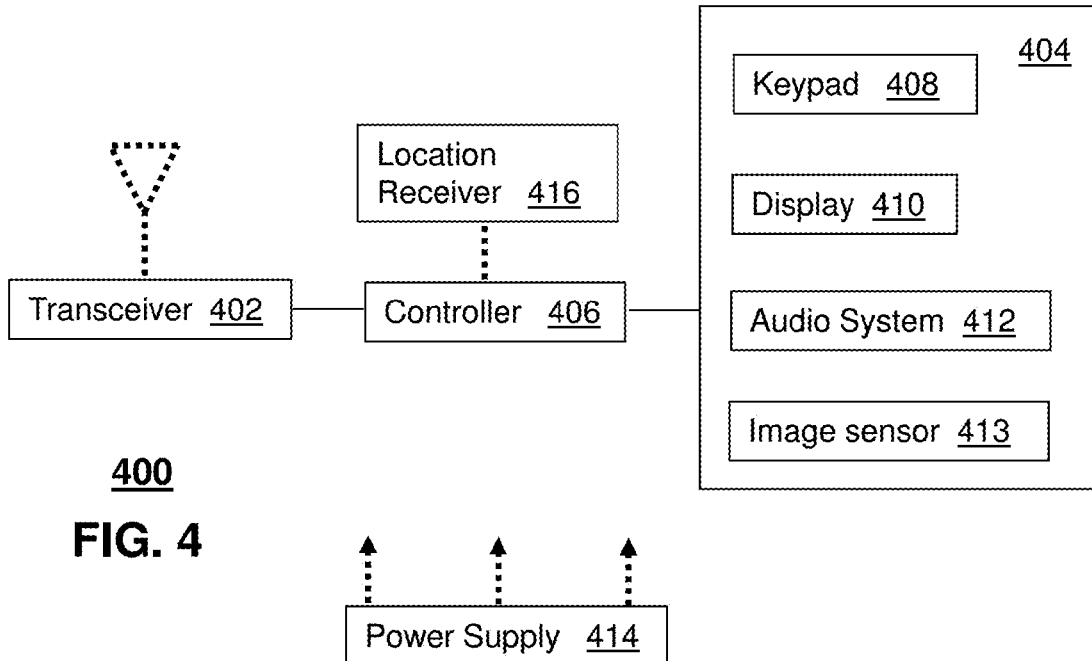 404
Keypad 408
Location
Receiver 416
Display 410
Transceiver 402
Controller 406
Audio System 412
Image sensor 413
400
FIG. 4
Power Supply 414